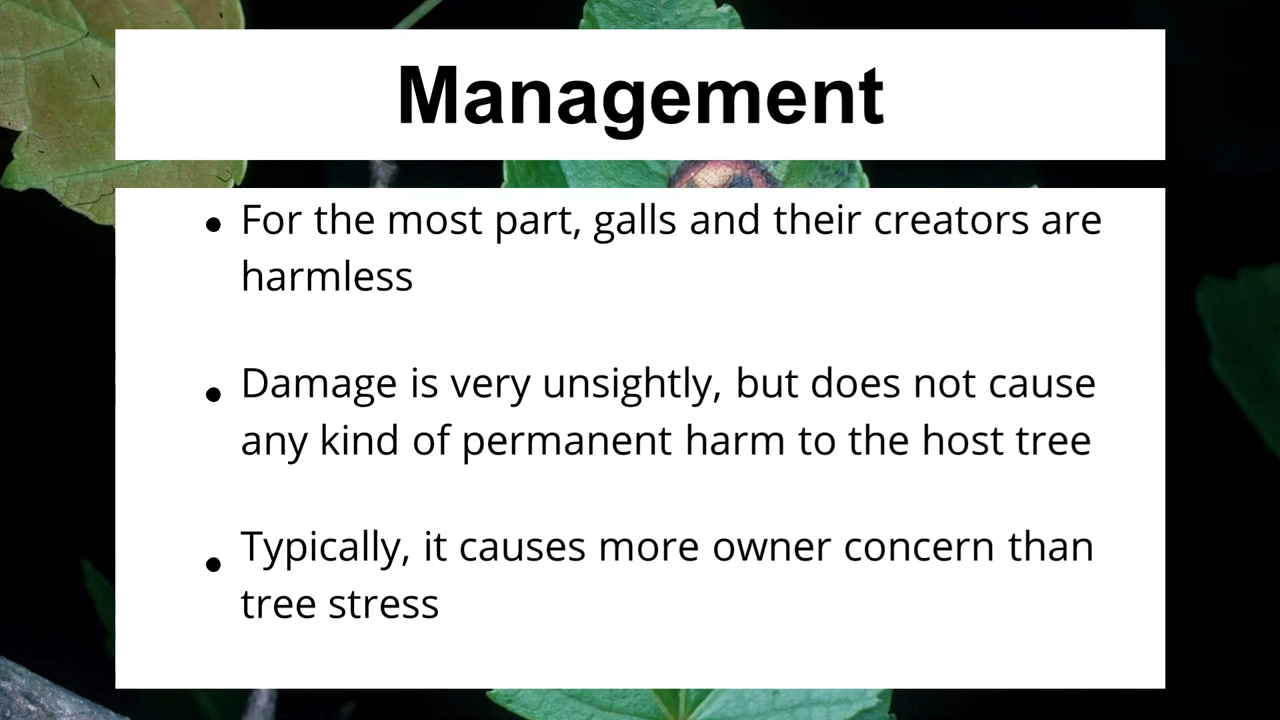 Management
• For the most part, galls and their creators are
harmless
• Damage is very unsightly, but does not cause
any kind of permanent harm to the host tree
• Typically, it causes more owner concern than
tree stress